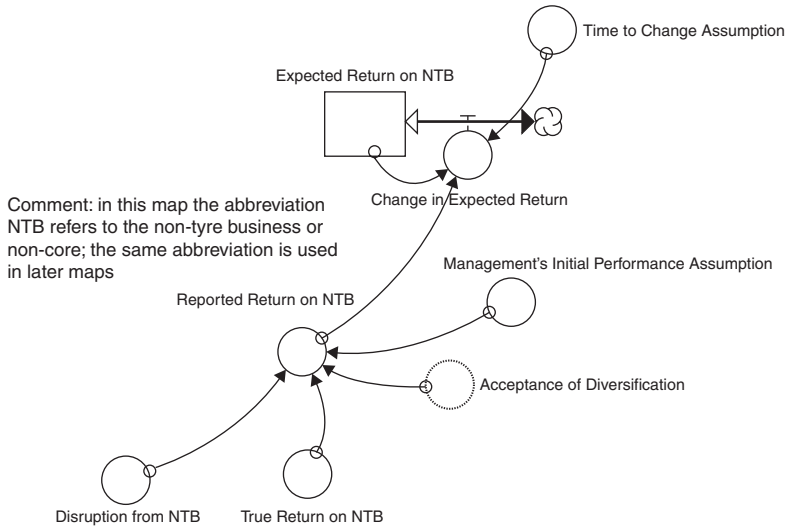 Time to Change Assumption
Expected Return on NTB
Change in Expected Return
Comment: in this map the abbreviation
NTB refers to the non-tyre business or
non-core; the same abbreviation is used
in later maps
Management's Initial Performance Assumption
Reported Return on NTB
Acceptance of Diversification
Disruption from NTB
True Return on NTB